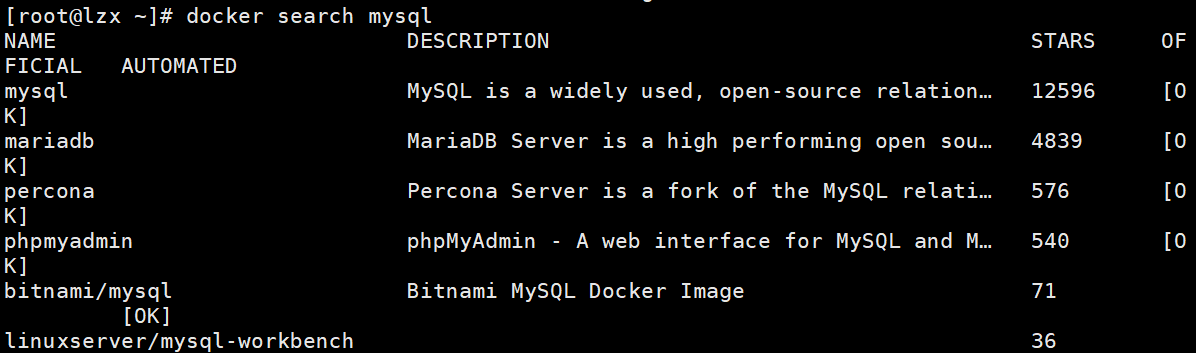 [root@lzx ~]# docker search mysql
NAME                           DESCRIPTION                                     STARS     OF
FICIAL   AUTOMATED
mysql                          MySQL is a widely used, open-source relation…   12596     [O
K]
mariadb                        MariaDB Server is a high performing open sou…   4839      [O
K]
percona                        Percona Server is a fork of the MySQL relati…   576       [O
K]
phpmyadmin                     phpMyAdmin - A web interface for MySQL and M…   540       [O
K]
bitnami/mysql                  Bitnami MySQL Docker Image                      71
         [OK]
linuxserver/mysql-workbench                                                    36